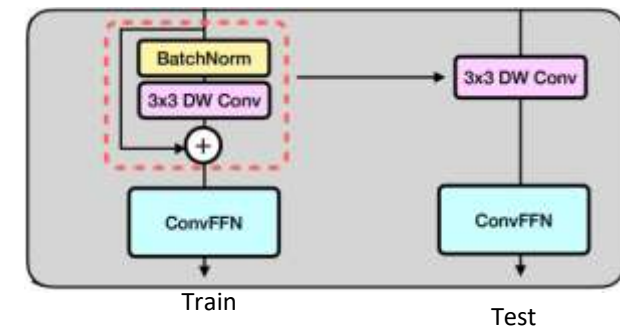 BatchNorm
3x3 DW Conv
+
ConvFFN
Train
3x3 DW Conv
ConvFFN
Test